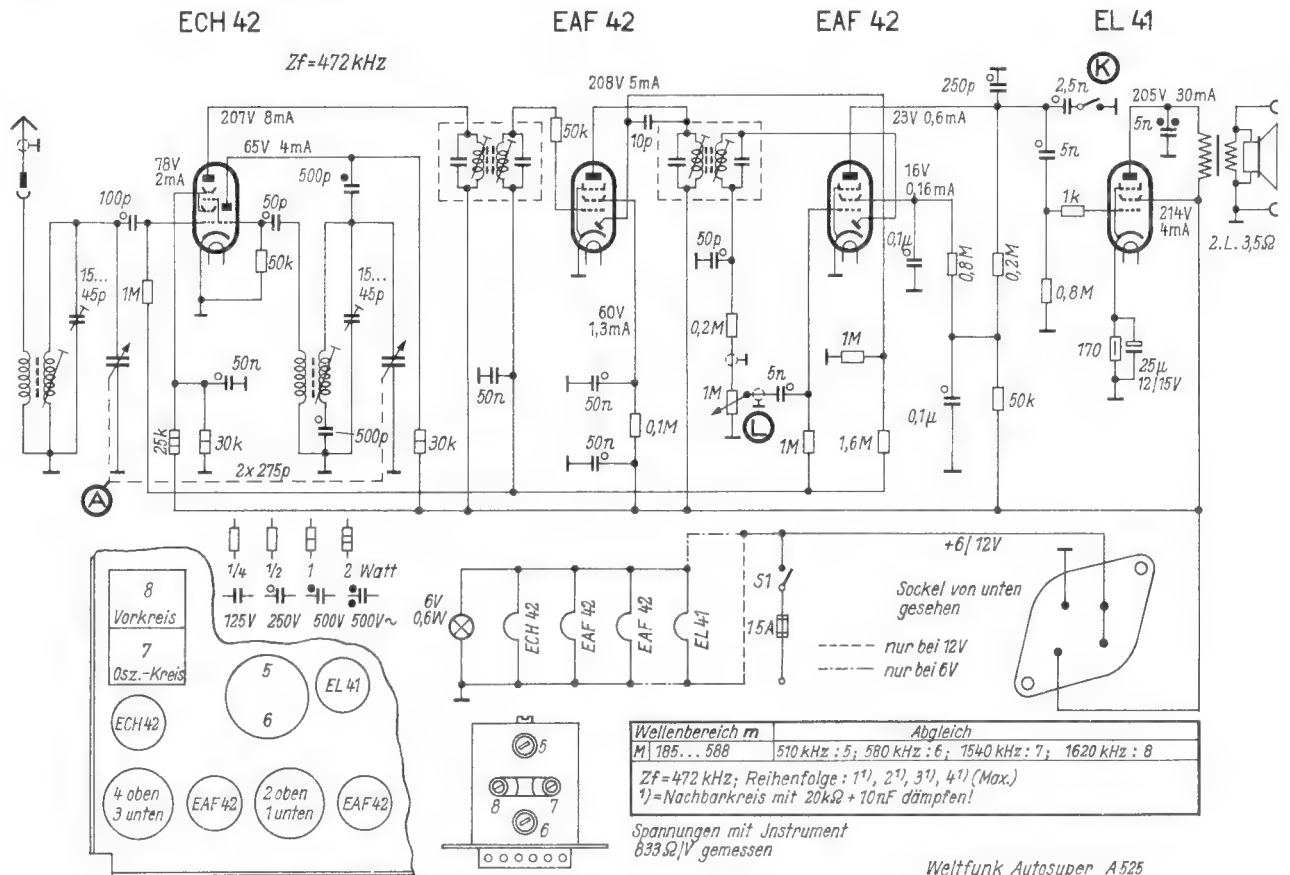 ECH 42
EAF 42
EAF 42
EL 41
Zf=472kHz
207V 8mA
65V 4mA
78V
2mA
500p
100p
50p
50k
15...
45p
1M
15...
45p
50n
25k
30k
500p
30k
2x275p
A
50k
208V 5mA
10p
60V
1,3mA
50n
50n
50n
0,1M
50p
0,2M
1M
L
5n
1M
1M
1,6M
23V 0,6mA
16V
0,16mA
0,1µ
0,8M
0,2M
0,1µ
50k
250p
2,5n
K
5n
1k
0,8M
205V 30mA
5n
214V
4mA
170
25µ
12/15V
2.L. 3,5Ω
1/4 1/2 1 2 Watt
125V 250V 500V 500V~
8
Vorkreis
7
Osz.-Kreis
5
6
EL 41
ECH 42
4 oben
3 unten
EAF 42
2 oben
1 unten
EAF 42
6V
0,6W
ECH 42
EAF 42
EAF 42
EL 41
S1
15A
+6/12V
Sockel von unten
gesehen
nur bei 12V
nur bei 6V
5
8
7
6
Wellenbereich m Abgleich
M 185...588 510 kHz : 5; 580 kHz : 6; 1540 kHz : 7; 1620 kHz : 8
Zf=472 kHz; Reihenfolge : 1¹⁾, 2¹⁾, 3¹⁾, 4¹⁾ (Max.)
¹⁾=Nachbarkreis mit 20kΩ + 10nF dämpfen!
Spannungen mit Jnstrument
833Ω/V gemessen
Weltfunk Autosuper A525